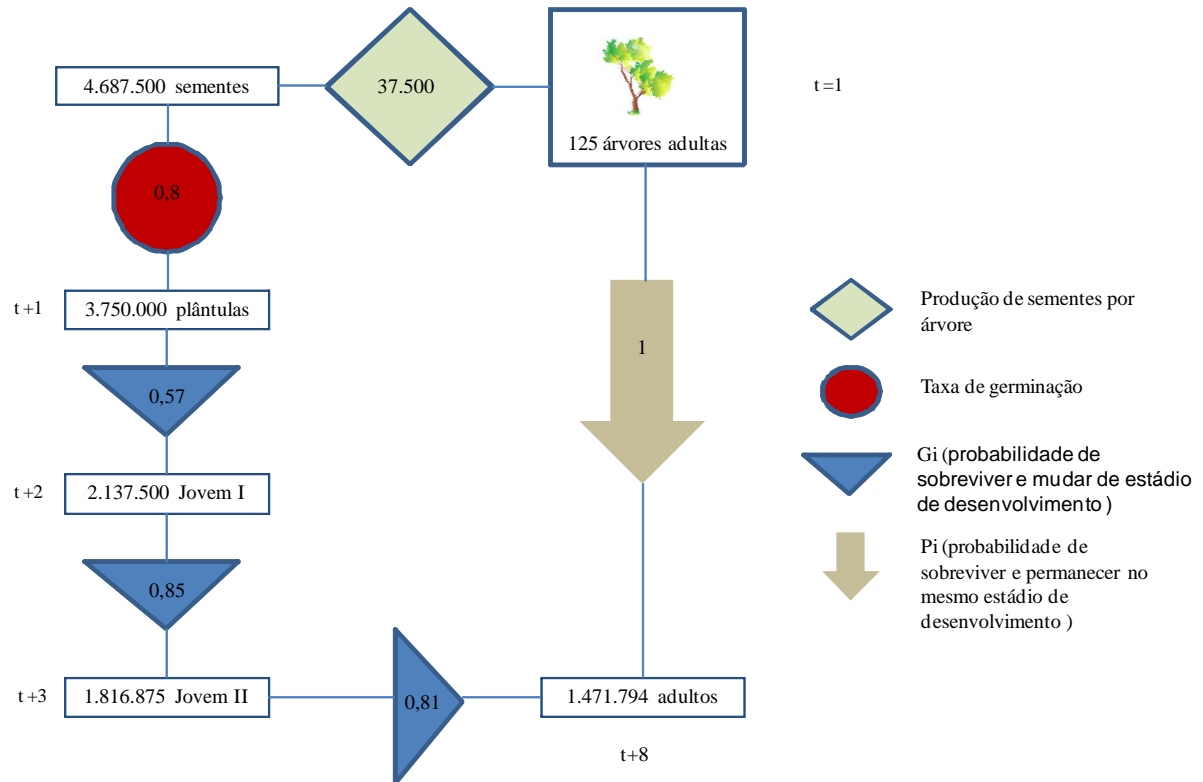 4.687.500 sementes
37.500
125 árvores adultas
t =1
0,8
t +1
3.750.000 plântulas
0,57
t+2
2.137.500 Jovem I
0,85
t+3
1.816.875 Jovem II
0,81
1.471.794 adultos
t+8
1
Produção de sementes por
árvore
Taxa de germinação
Gi (probabilidade de
sobreviver e mudar de estádio
de desenvolvimento )
Pi (probabilidade de
sobreviver e permanecer no
mesmo estádio de
desenvolvimento )